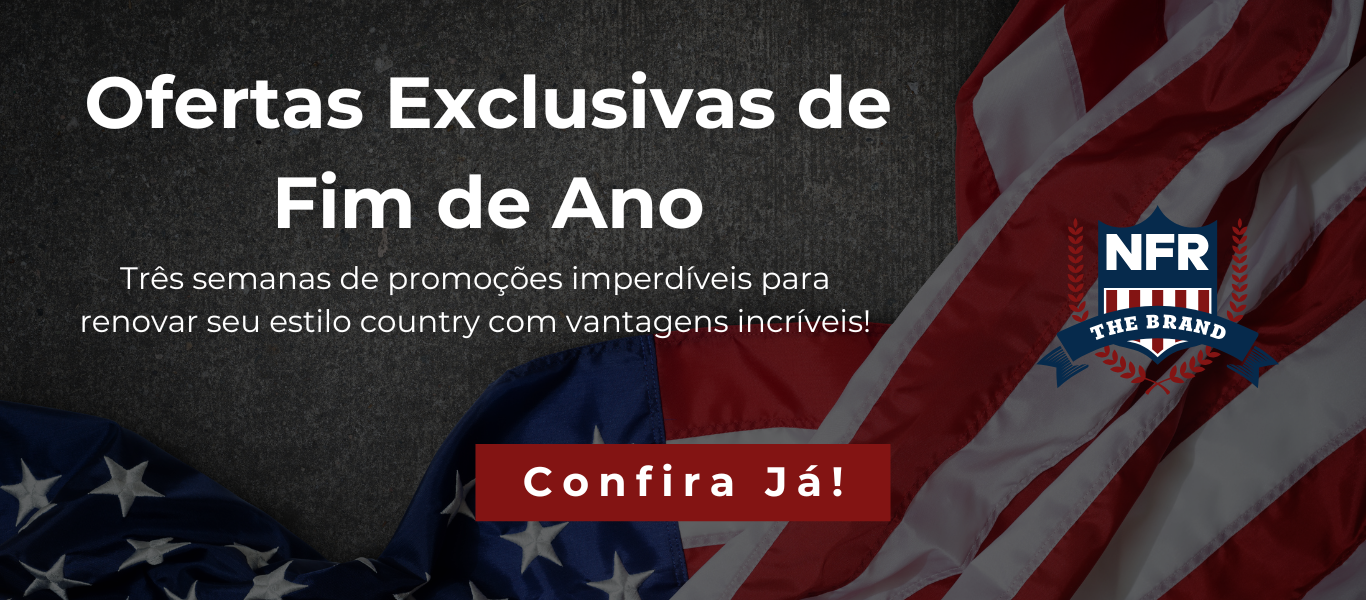 Ofertas Exclusivas de
Fim de Ano
Três semanas de promoções imperdíveis para
renovar seu estilo country com vantagens incríveis!
NFR
THE BRAND
Confira Já!